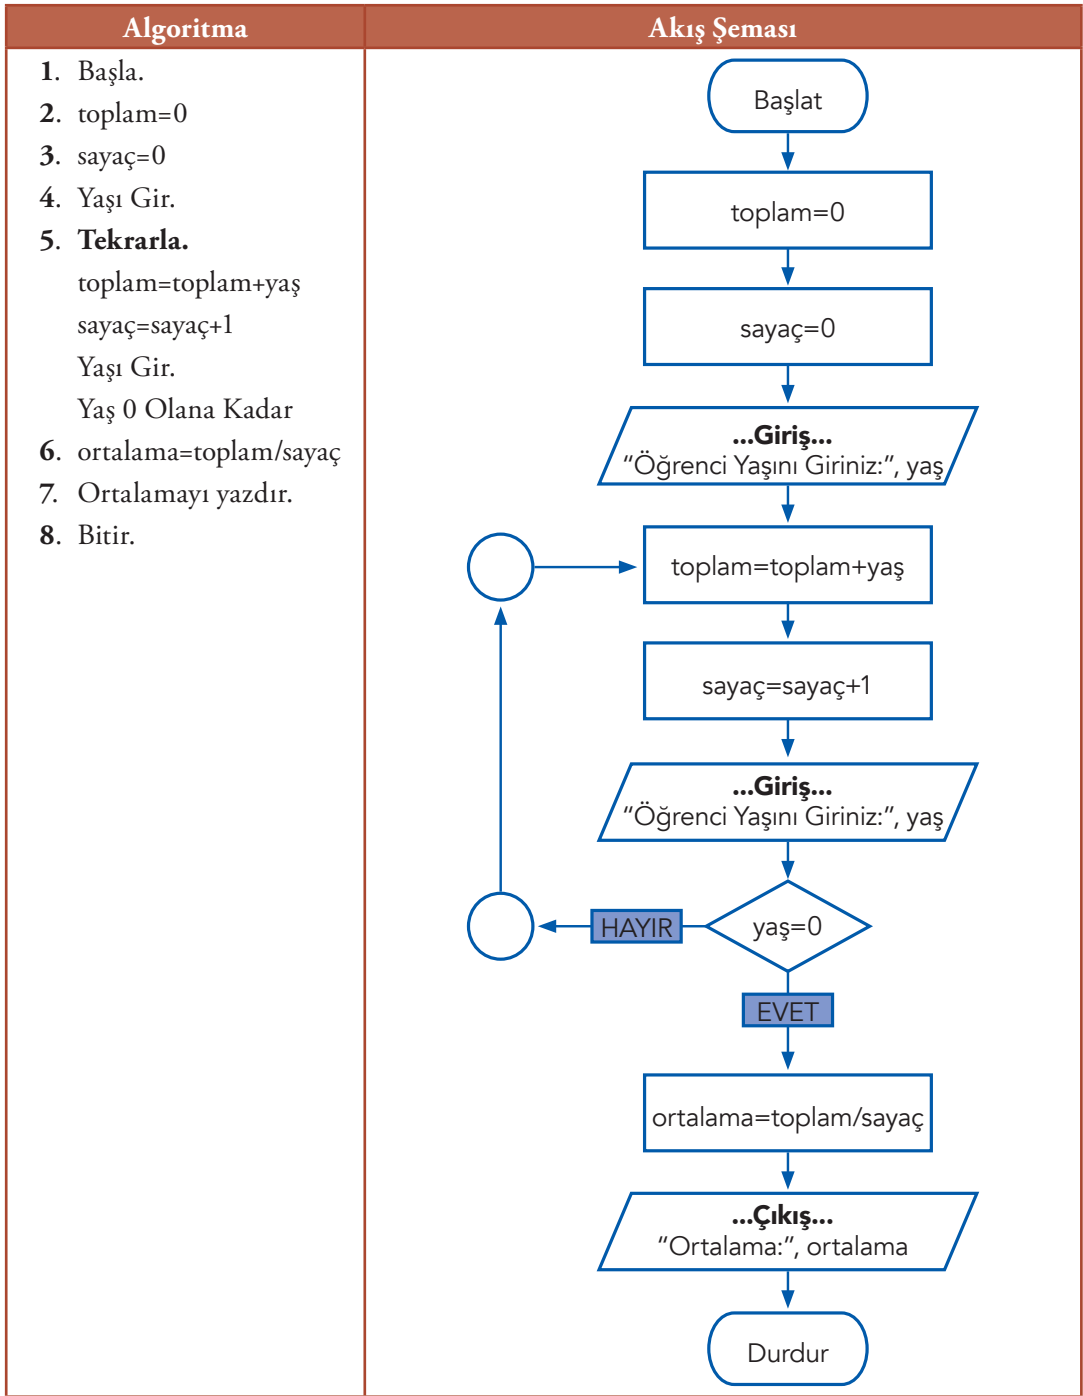 Algoritma
1. Başla.
2. toplam=0
3. sayaç=0
4. Yaşı Gir.
5. Tekrarla.
toplam=toplam+yaş
sayaç=sayaç+1
Yaşı Gir.
Yaş 0 Olana Kadar
6. ortalama=toplam/sayaç
7. Ortalamayı yazdır.
8. Bitir.
Akış Şeması
Başlat
toplam=0
sayaç=0
...Giriş...
“Öğrenci Yaşını Giriniz:”, yaş
toplam=toplam+yaş
sayaç=sayaç+1
...Giriş...
“Öğrenci Yaşını Giriniz:”, yaş
yaş=0
HAYIR
EVET
ortalama=toplam/sayaç
...Çıkış...
“Ortalama:”, ortalama
Durdur